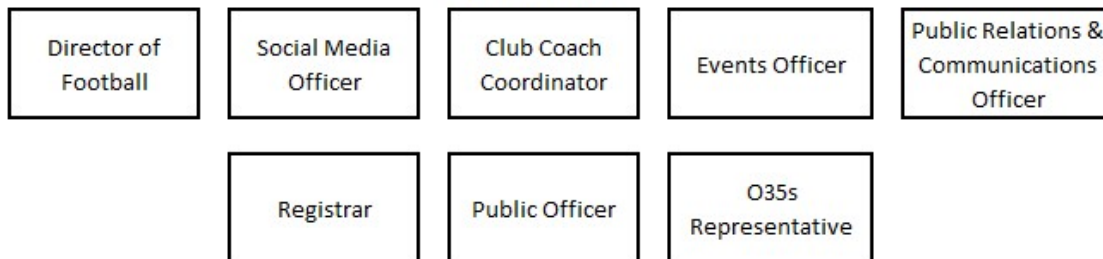 Director of
Football
Social Media
Officer
Club Coach
Coordinator
Events Officer
Public Relations &
Communications
Officer
Registrar
Public Officer
O35s
Representative